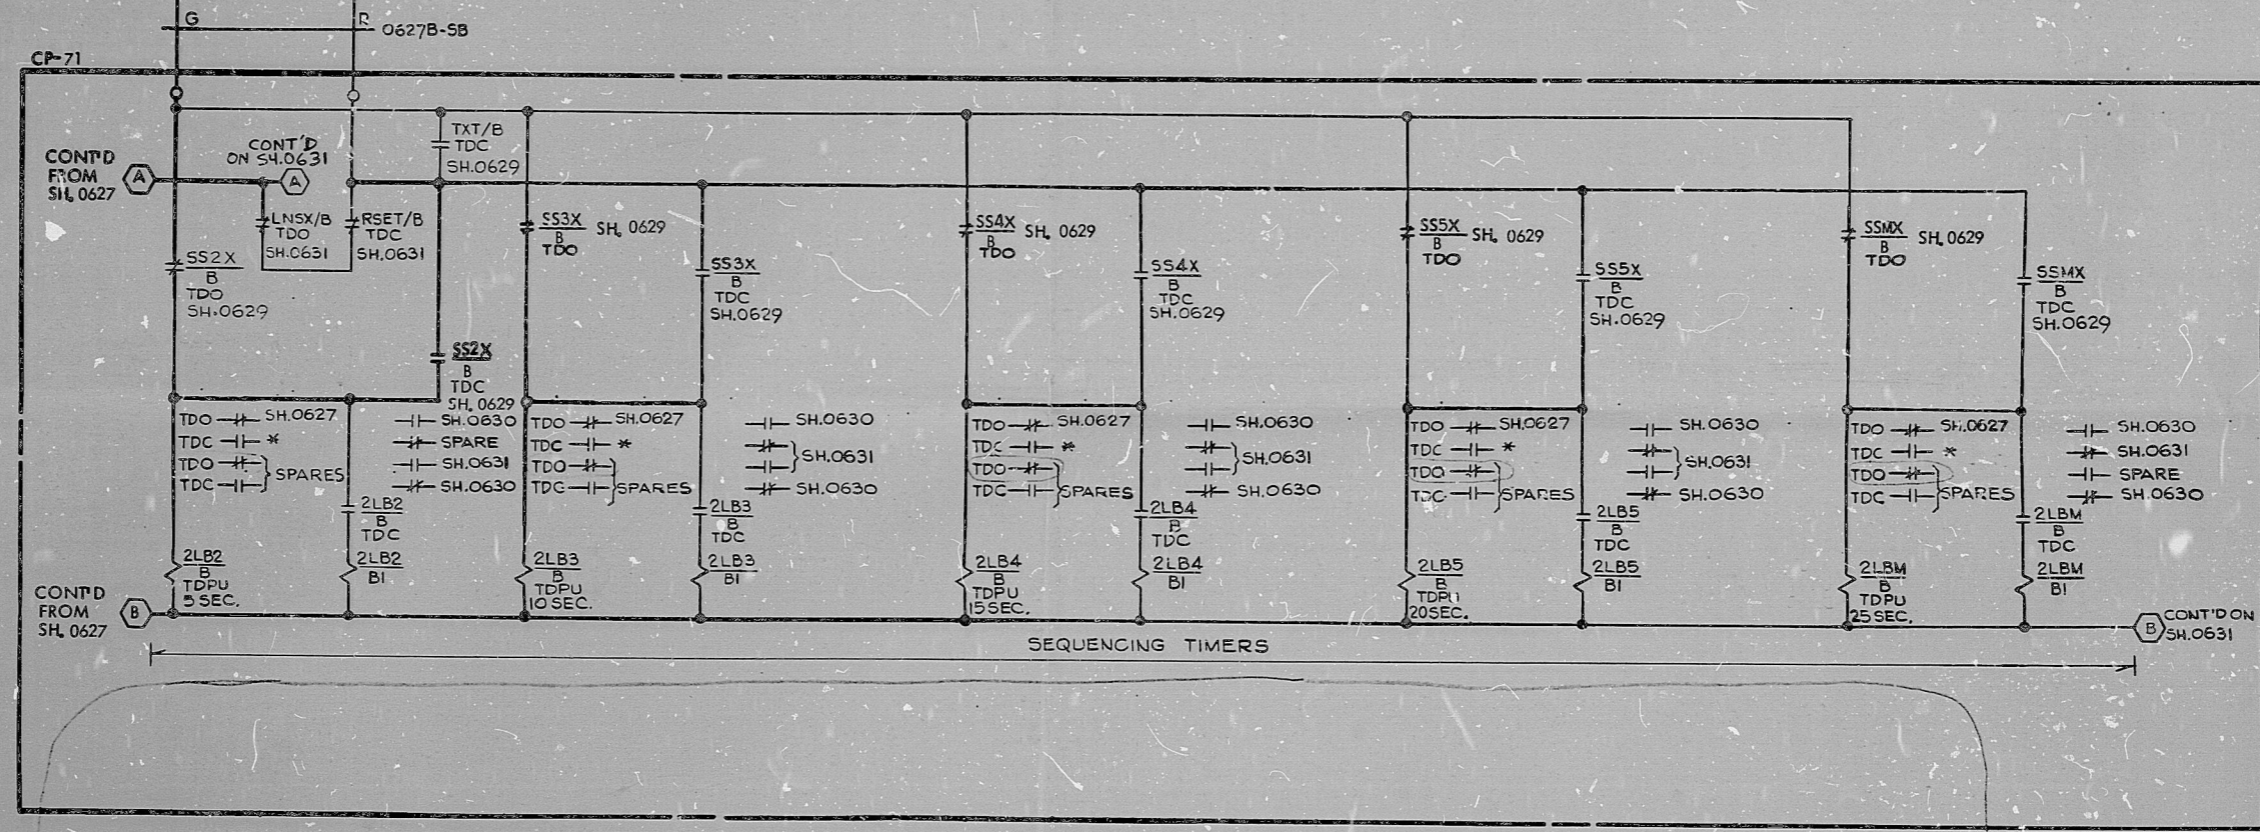 G
R
0627B-SB
CP-71
CONT'D
FROM
SH. 0627
A
CONT'D
ON SH.0631
A
TXT/B
TDC
SH.0629
LNSX/B
TDO
SH.0631
RSET/B
TDC
SH.0631
SS2X
B
TDO
SH.0629
SS2X
B
TDC
SH.0629
SS3X
B
TDO
SH. 0629
SS3X
B
TDC
SH.0629
SS4X
B
TDO
SH. 0629
SS4X
B
TDC
SH.0629
SS5X
B
TDO
SH. 0629
SS5X
B
TDC
SH.0629
SSMX
B
TDO
SH. 0629
SSMX
B
TDC
SH.0629
TDO SH.0627
TDC *
TDO
TDC
SPARES
SH.0630
SPARE
SH.0631
SH.0630
TDO SH.0627
TDC *
TDO
TDC
SPARES
SH.0630
SH.0631
SH.0630
TDO SH.0627
TDC *
TDO
TDC
SPARES
SH.0630
SH.0631
SH.0630
TDO SH.0627
TDC *
TDO
TDC
SPARES
SH.0630
SH.0631
SH.0630
TDO SH.0627
TDC *
TDO
TDC
SPARES
SH.0630
SH.0631
SPARE
SH.0630
2LB2
B
TDC
2LB3
B
TDC
2LB4
B
TDC
2LB5
B
TDC
2LBM
B
TDC
2LB2
B
TDPU
5 SEC.
2LB2
B1
2LB3
B
TDPU
10 SEC.
2LB3
B1
2LB4
B
TDPU
15 SEC.
2LB4
B1
2LB5
B
TDPU
20 SEC.
2LB5
B1
2LBM
B
TDPU
25 SEC.
2LBM
B1
CONT'D
FROM
SH. 0627
B
B
CONT'D ON
SH.0631
SEQUENCING TIMERS